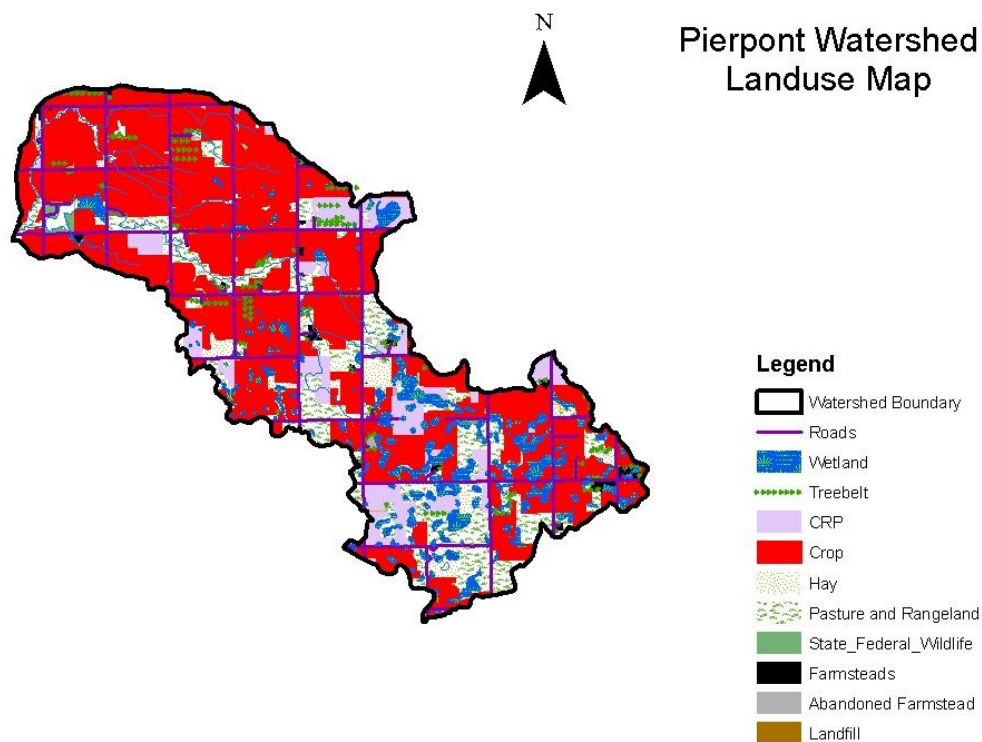 N
Pierpont Watershed
Landuse Map
Legend
Watershed Boundary
Roads
Wetland
Treebelt
CRP
Crop
Hay
Pasture and Rangeland
State_Federal_Wildlife
Farmsteads
Abandoned Farmstead
Landfill